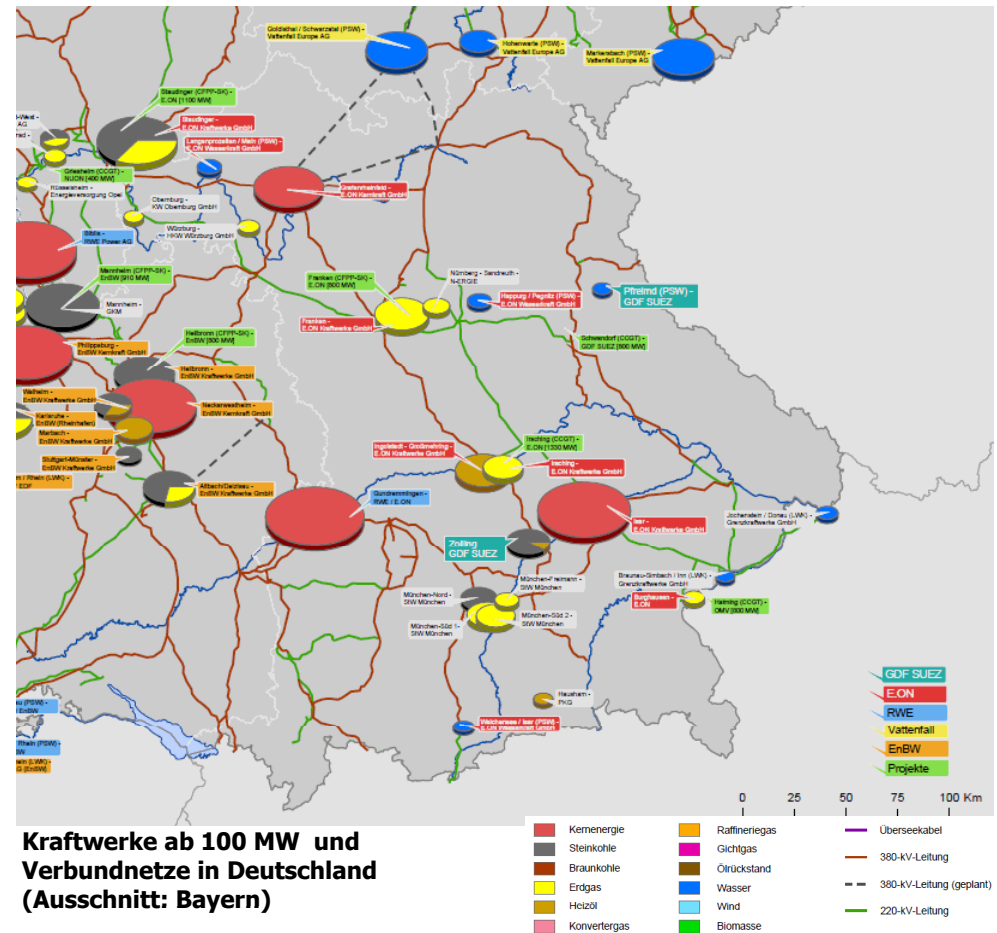 Goldisthal / Schwarzatal (PSW) -
Vattenfall Europe AG
Hohenwarte (PSW) -
Vattenfall Europe AG
Markersbach (PSW) -
Vattenfall Europe AG
Staudinger (CFPP-SK) -
E.ON [1100 MW]
Staudinger -
E.ON Kraftwerke GmbH
Langenprozelten / Main (PSW) -
E.ON Wasserkraft GmbH
Griesheim (CCGT) -
NUON [400 MW]
Rüsselsheim -
Energieversorgung Opel
Obernburg -
KW Obernburg GmbH
Grafenrheinfeld -
E.ON Kernkraft GmbH
Würzburg -
HKW Würzburg GmbH
Biblis -
RWE Power AG
Mannheim (CFPP-SK) -
EnBW [910 MW]
Mannheim -
GKM
Franken (CFPP-SK) -
E.ON [800 MW]
Nürnberg - Sandreuth -
N-ERGIE
Happurg / Pegnitz (PSW) -
E.ON Wasserkraft GmbH
Pfreimd (PSW) -
GDF SUEZ
Franken -
E.ON Kraftwerke GmbH
Schwandorf (CCGT) -
GDF SUEZ [800 MW]
Heilbronn (CFPP-SK) -
EnBW [800 MW]
Philippsburg -
EnBW Kernkraft GmbH
Heilbronn -
EnBW Kraftwerke GmbH
Walheim -
EnBW Kraftwerke GmbH
Neckarwestheim -
EnBW Kernkraft GmbH
Karlsruhe -
EnBW (Rheinhafen)
Marbach -
EnBW Kraftwerke GmbH
Stuttgart-Münster -
EnBW Kraftwerke GmbH
m / Rhein (LWK) -
EDF
Altbach/Deizisau -
EnBW Kraftwerke GmbH
Gundremmingen -
RWE / E.ON
Ingolstadt - Großmehring -
E.ON Kraftwerke GmbH
Irsching (CCGT) -
E.ON [1330 MW]
Irsching -
E.ON Kraftwerke GmbH
Isar -
E.ON Kraftwerke GmbH
Jochenstein / Donau (LWK) -
Grenzkraftwerke GmbH
Zolling
GDF SUEZ
München-Freimann -
StW München
München-Nord -
StW München
München-Süd 1 -
StW München
München-Süd 2 -
StW München
Braunau-Simbach / Inn (LWK) -
Grenzkraftwerke GmbH
Burghausen -
E.ON
Haiming (CCGT) -
OMV [800 MW]
Hausham -
PKG
Walchensee / Isar (PSW) -
E.ON Wasserkraft GmbH
GDF SUEZ
E.ON
RWE
Vattenfall
EnBW
Projekte
0 25 50 75 100 Km
Kraftwerke ab 100 MW und
Verbundnetze in Deutschland
(Ausschnitt: Bayern)
Kernenergie
Steinkohle
Braunkohle
Erdgas
Heizöl
Konvertergas
Raffineriegas
Gichtgas
Ölrückstand
Wasser
Wind
Biomasse
Überseekabel
380-kV-Leitung
380-kV-Leitung (geplant)
220-kV-Leitung